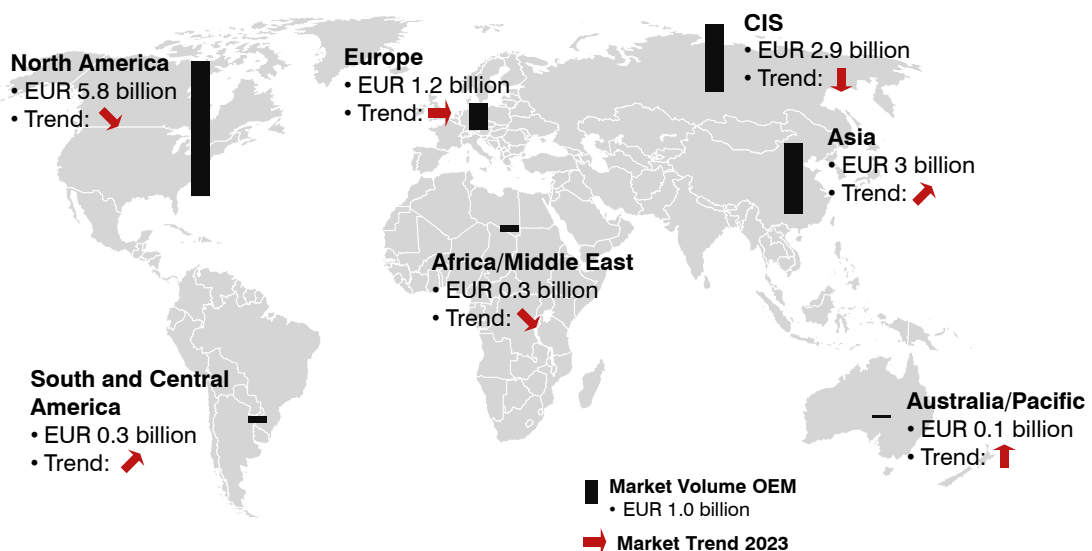 North America
• EUR 5.8 billion
• Trend:
Europe
• EUR 1.2 billion
• Trend:
CIS
• EUR 2.9 billion
• Trend:
Asia
• EUR 3 billion
• Trend:
Africa/Middle East
• EUR 0.3 billion
• Trend:
South and Central
America
• EUR 0.3 billion
• Trend:
Australia/Pacific
• EUR 0.1 billion
• Trend:
Market Volume OEM
• EUR 1.0 billion
Market Trend 2023